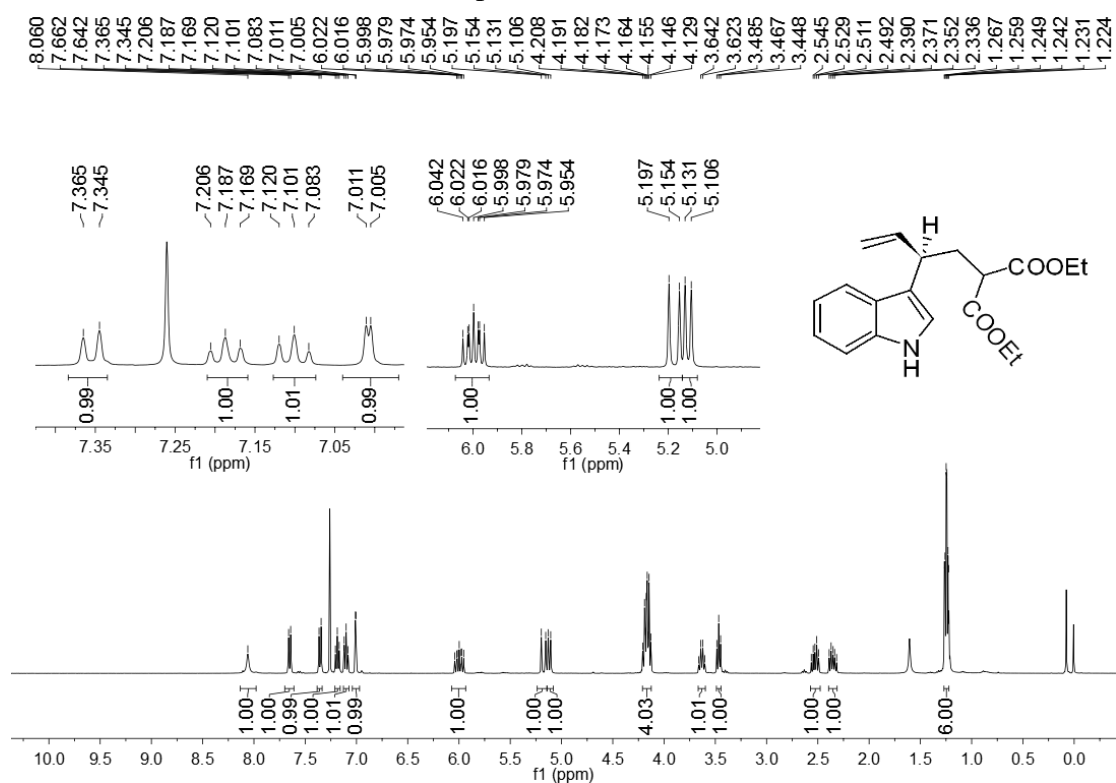 8.060 7.662 7.642 7.365 7.345 7.206 7.187 7.169 7.120 7.101 7.083 7.011 7.005 6.022 6.016 5.998 5.979 5.974 5.954 5.197 5.154 5.131 5.108 4.208 4.191 4.182 4.173 4.164 4.155 4.146 4.129 3.642 3.623 3.485 3.467 3.448 2.545 2.529 2.511 2.492 2.390 2.371 2.352 2.336 1.267 1.259 1.249 1.242 1.231 1.224
7.365 7.345 7.206 7.187 7.169 7.120 7.101 7.083 7.011 7.005
6.042 6.022 6.016 5.998 5.979 5.974 5.954 5.197 5.154 5.131 5.106
H
COOEt
COOEt
N
H
0.99 1.00 1.01 0.99
7.35 7.25 7.15 7.05
f1 (ppm)
1.00 1.00 1.00
6.0 5.8 5.6 5.4 5.2 5.0
f1 (ppm)
1.00 1.00 0.99 1.00 1.01 0.99 1.00 1.00 1.00 4.03 1.01 1.00 1.00 1.00 6.00
10.0 9.5 9.0 8.5 8.0 7.5 7.0 6.5 6.0 5.5 5.0 4.5 4.0 3.5 3.0 2.5 2.0 1.5 1.0 0.5 0.0
f1 (ppm)